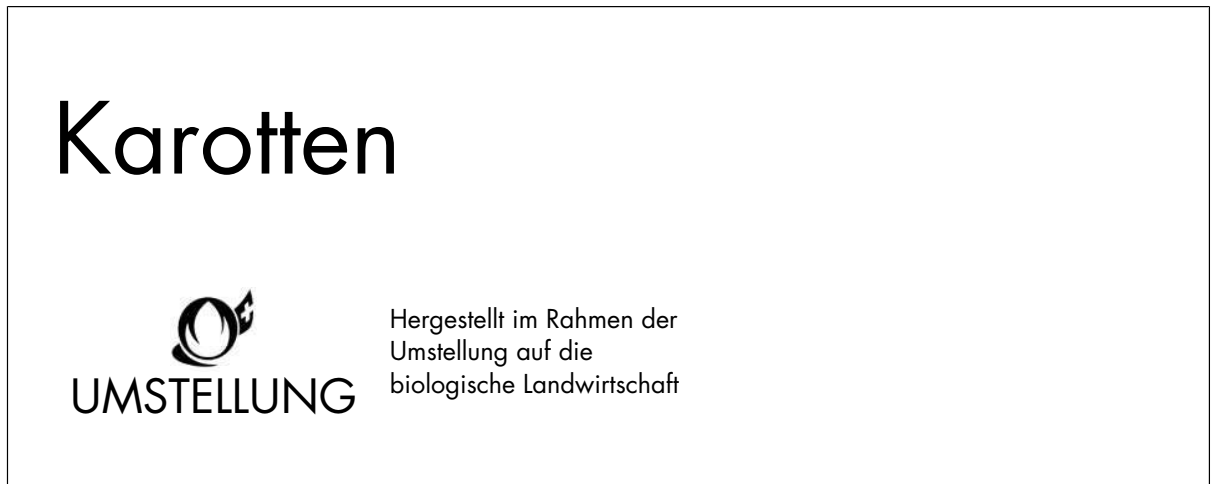 Karotten
UMSTELLUNG
Hergestellt im Rahmen der
Umstellung auf die
biologische Landwirtschaft